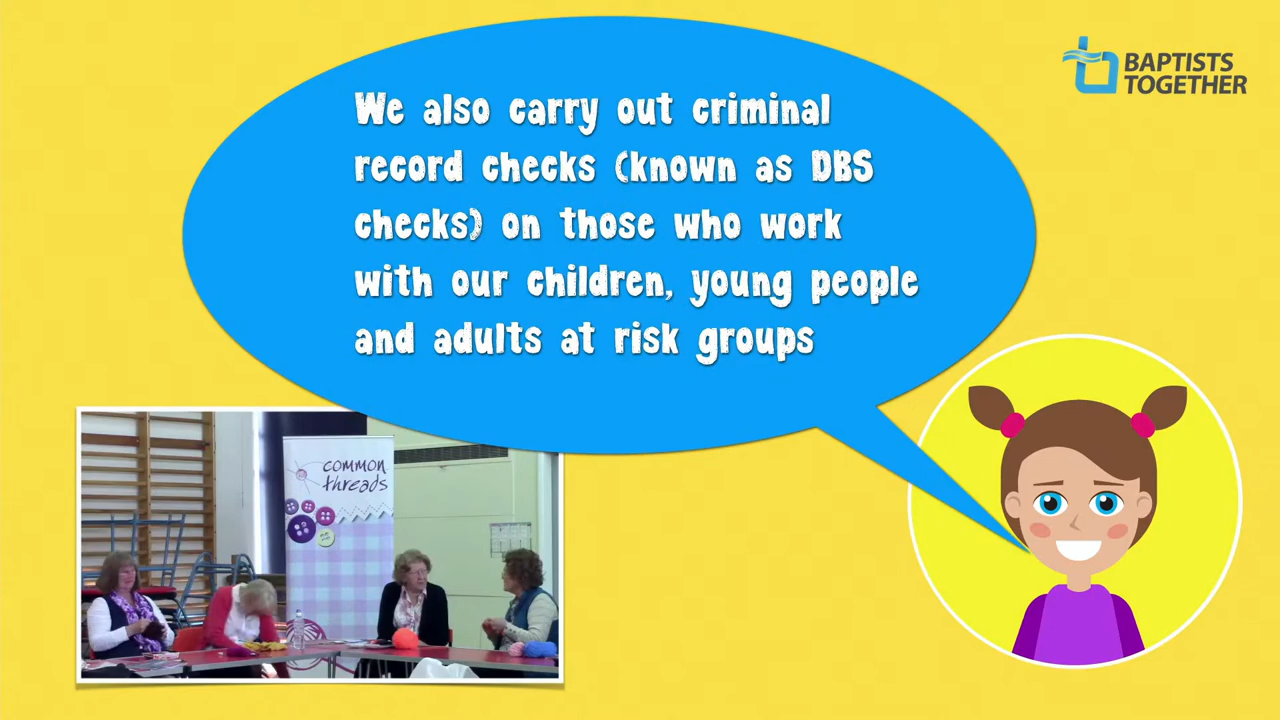 BAPTISTS
TOGETHER
We also carry out criminal
record checks (known as DBS
checks) on those who work
with our children, young people
and adults at risk groups
common
threads